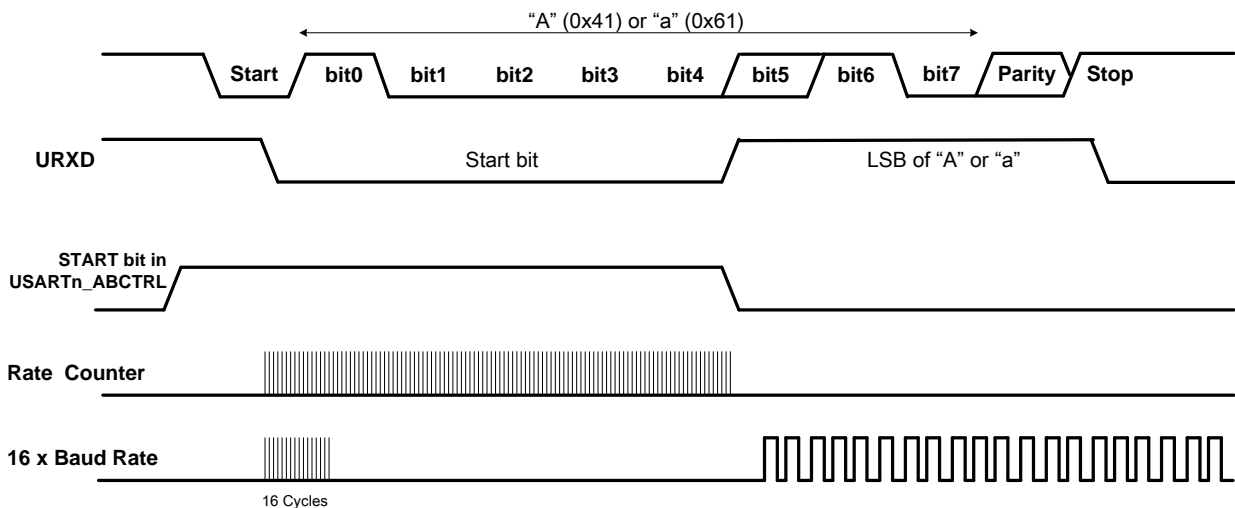 “A” (0x41) or “a” (0x61)
Start bit0 bit1 bit2 bit3 bit4 bit5 bit6 bit7 Parity Stop
URXD Start bit LSB of “A” or “a”
START bit in
USARTn_ABCTRL
Rate Counter
16 x Baud Rate
16 Cycles